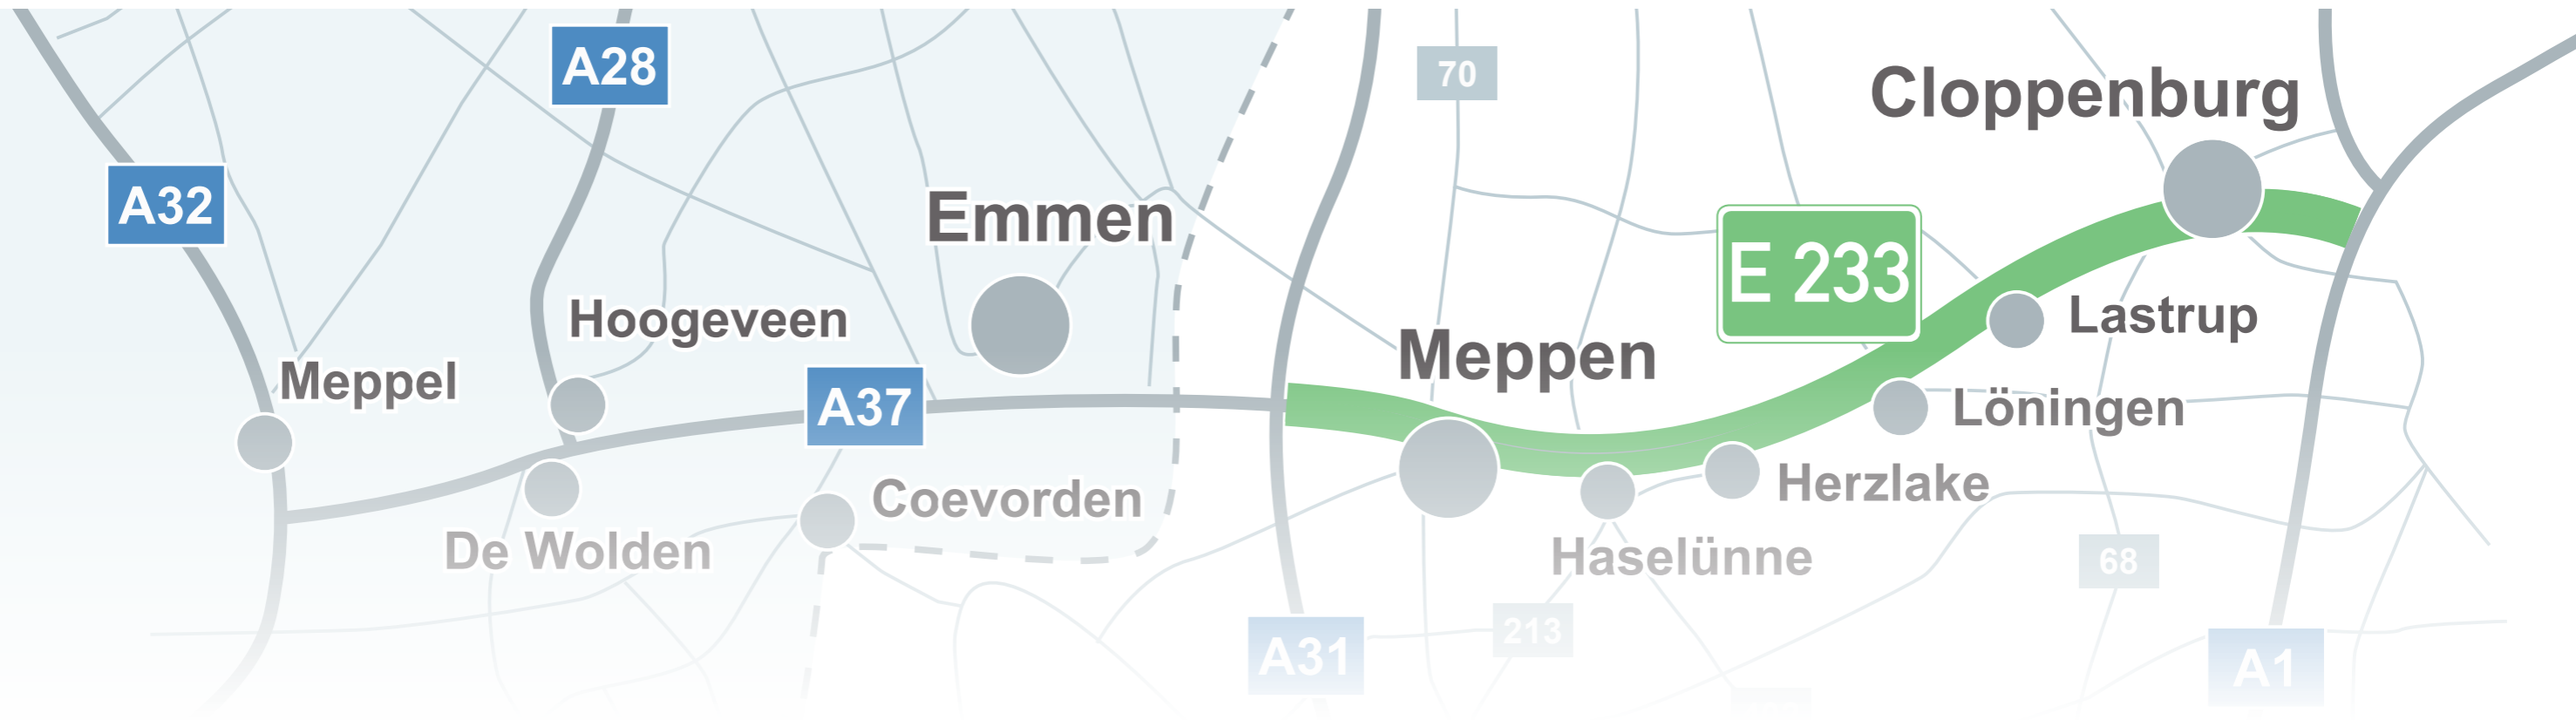 A28
70
Cloppenburg
A32
Emmen
E 233
Hoogeveen
Lastrup
Meppen
Meppel
A37
Löningen
Herzlake
Coevorden
De Wolden
Haselünne
68
213
A31
A1